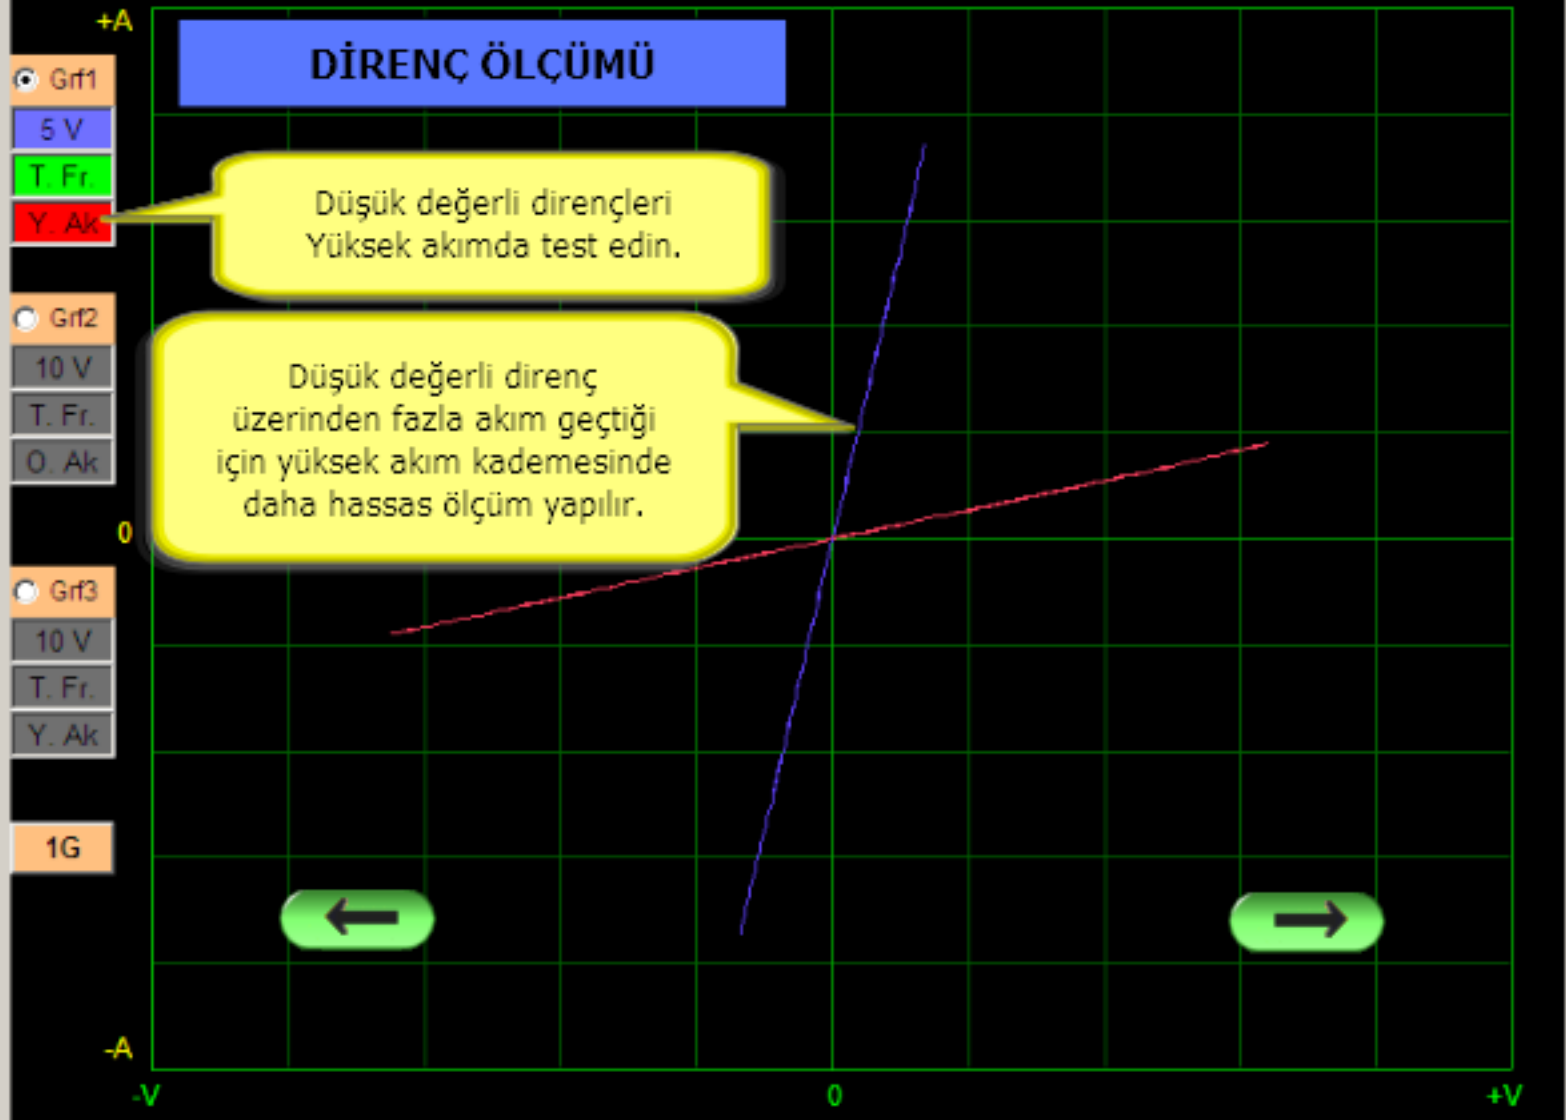 +A
DİRENÇ ÖLÇÜMÜ
Grf1
5 V
T. Fr.
Y. Ak
Düşük değerli dirençleri
Yüksek akımda test edin.
Grf2
10 V
T. Fr.
O. Ak
Düşük değerli direnç
üzerinden fazla akım geçtiği
için yüksek akım kademesinde
daha hassas ölçüm yapılır.
0
Grf3
10 V
T. Fr.
Y. Ak
1G
-A
-V
0
+V